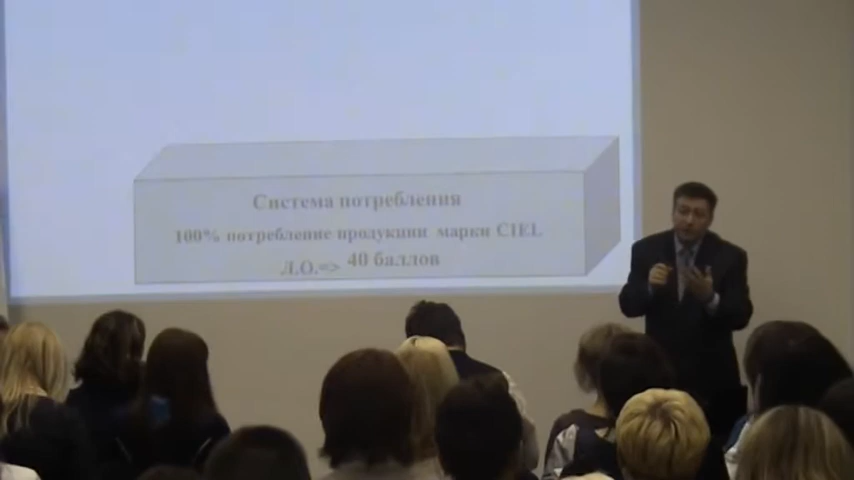 Система потребления
100% потребление продукции марки CIEL
Л.О.=> 40 баллов